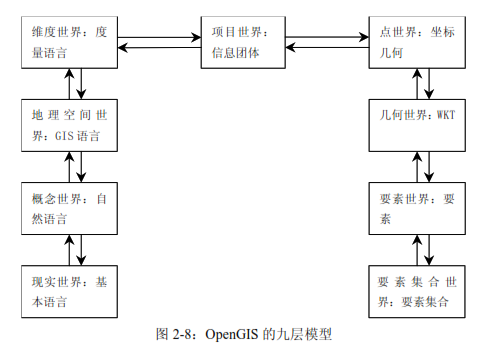 维度世界：度
量语言
项目世界：
信息团体
点世界：坐标
几何
地理空间世
界：GIS 语言
几何世界：WKT
概念世界：自
然语言
要素世界：要
素
现实世界：基
本语言
要素集合世
界：要素集合
图 2-8：OpenGIS 的九层模型